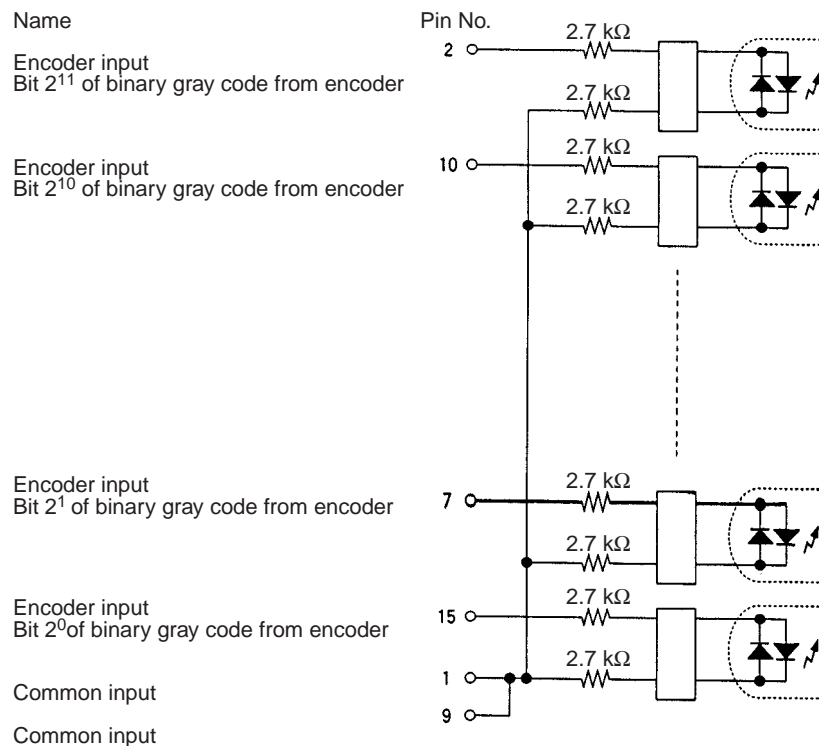 Name Pin No.
2.7 kΩ
2
Encoder input
Bit 2¹¹ of binary gray code from encoder
2.7 kΩ
2.7 kΩ
Encoder input 10
Bit 2¹⁰ of binary gray code from encoder
2.7 kΩ
Encoder input 2.7 kΩ
Bit 2¹ of binary gray code from encoder 7
2.7 kΩ
Encoder input 2.7 kΩ
Bit 2⁰of binary gray code from encoder 15
2.7 kΩ
Common input 1
9
Common input